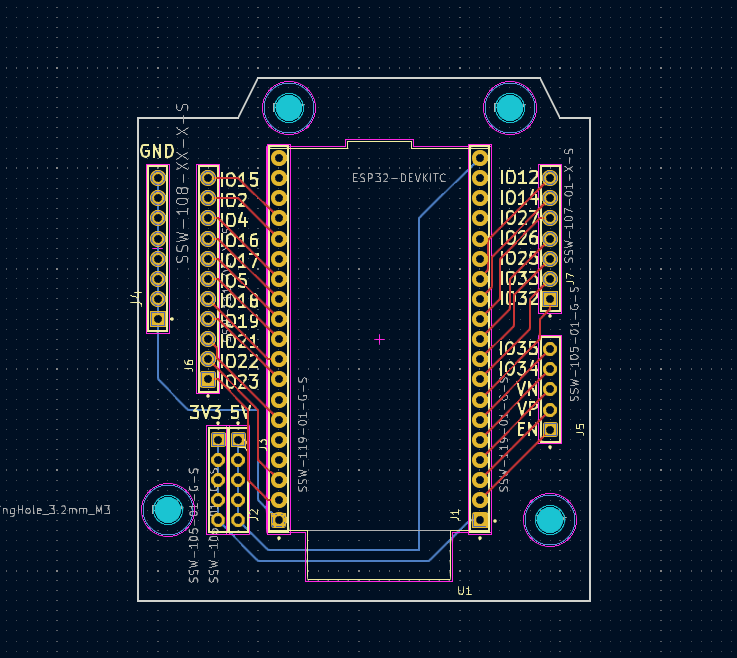 GND
SSW-108-XX-X-S
ESP32-DEVKITC
IO15
IO2
IO4
IO16
IO17
IO5
IO18
IO19
IO21
IO22
IO23
IO12
IO14
IO27
IO26
IO25
IO33
IO32
SSW-107-01-X-S
J7
J4
J6
IO35
IO34
VN
VP
EN
SSW-105-01-G-S
J5
3V3 5V
J3
SSW-119-01-G-S
SSW-119-01-G-S
J2
J1
SSW-105-01-G-S
SSW-105-01-G-S
ingHole_3.2mm_M3
U1